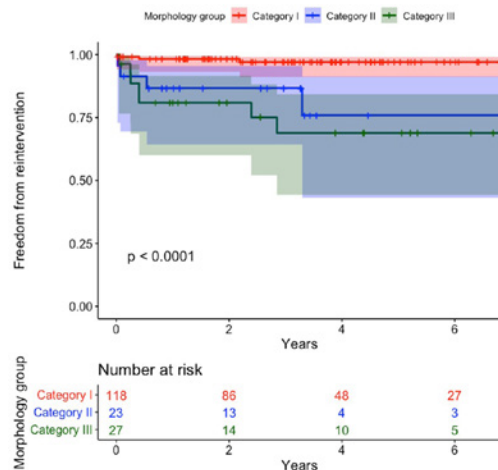 Morphology group Category I Category II Category III
Freedom from reintervention
1.00
0.75
0.50
0.25
0.00
p < 0.0001
0 2 4 6
Years
Number at risk
Morphology group
Category I 118 86 48 27
Category II 23 13 4 3
Category III 27 14 10 5
0 2 4 6
Years